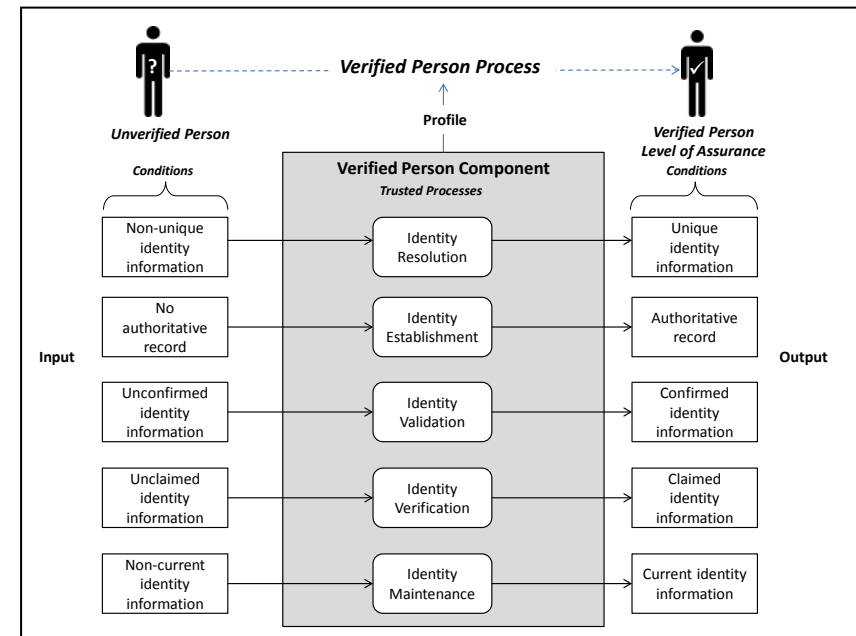 ?
Verified Person Process
✓
Unverified Person
Profile
Verified Person
Level of Assurance
Conditions
Verified Person Component
Trusted Processes
Conditions
Non-unique
identity
information
Identity
Resolution
Unique
identity
information
No
authoritative
record
Identity
Establishment
Authoritative
record
Input
Output
Unconfirmed
identity
information
Identity
Validation
Confirmed
identity
information
Unclaimed
identity
information
Identity
Verification
Claimed
identity
information
Non-current
identity
information
Identity
Maintenance
Current identity
information